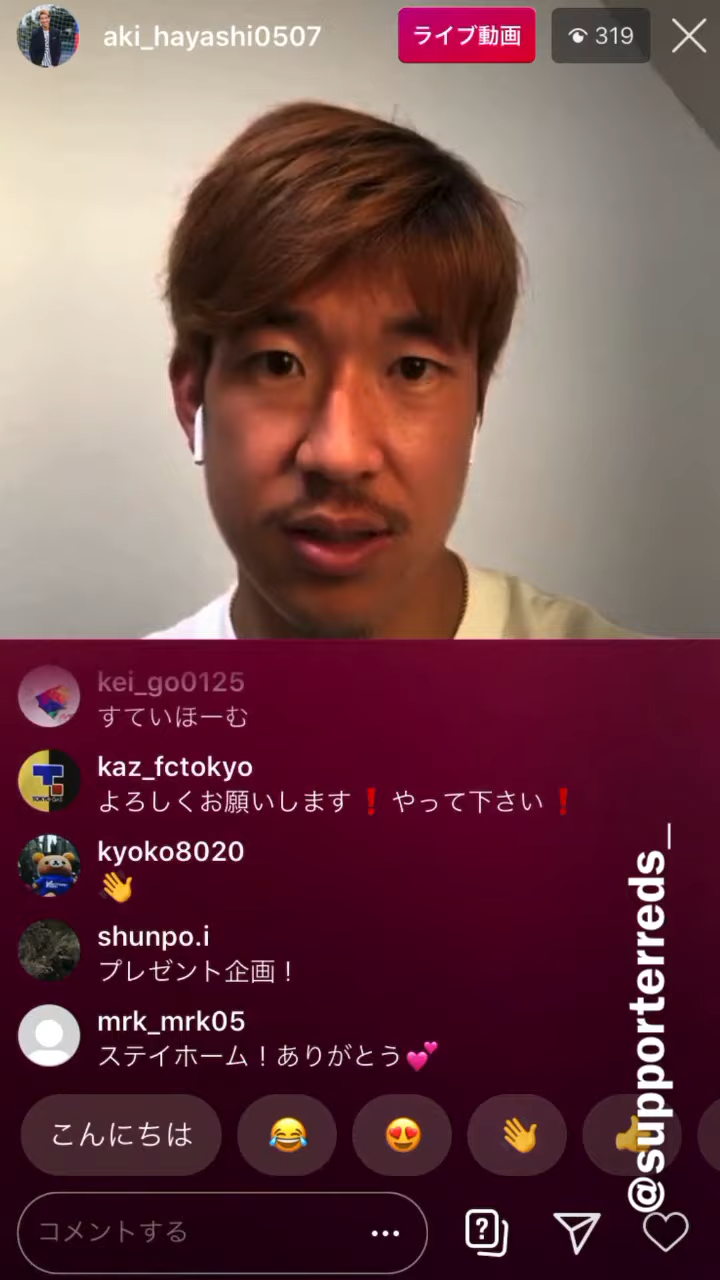 aki_hayashi0507
ライブ動画
319
kei_go0125
すていほーむ
kaz_fctokyo
よろしくお願いします❗ やって下さい❗
kyoko8020
👋
shunpo.i
プレゼント企画！
mrk_mrk05
ステイホーム！ありがとう💕
こんにちは 😂 😍 👋 👍
コメントする
@supporterreds_